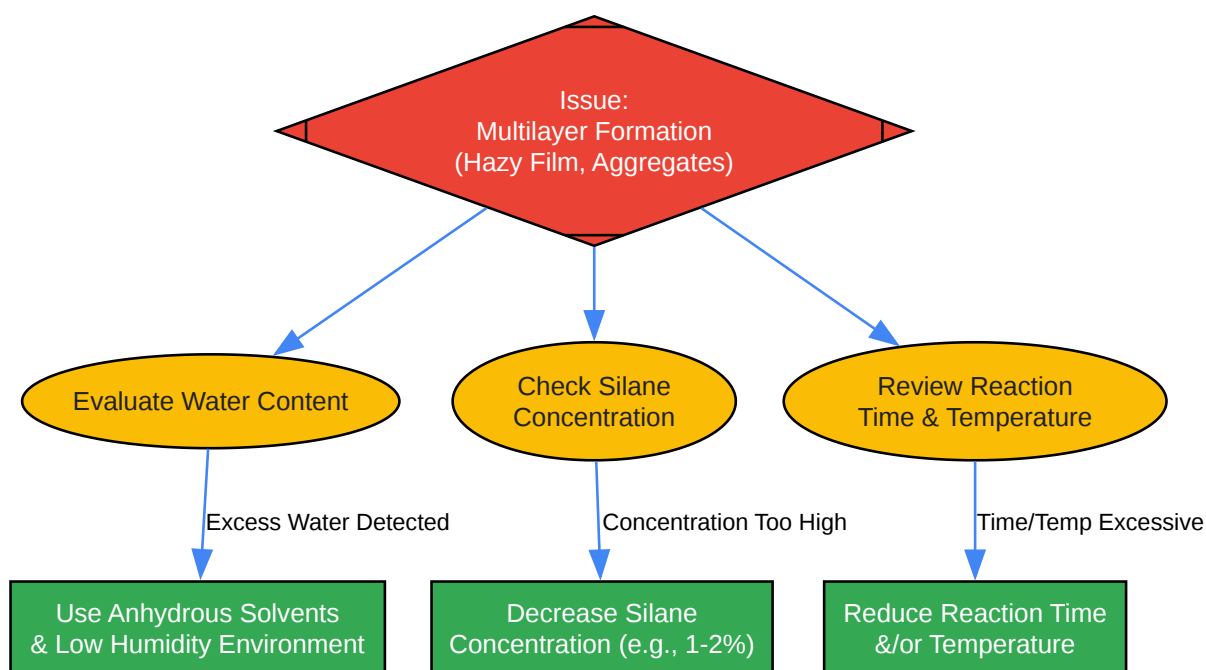 Issue:
Multilayer Formation
(Hazy Film, Aggregates)
Evaluate Water Content
Check Silane
Concentration
Review Reaction
Time & Temperature
Excess Water Detected
Concentration Too High
Time/Temp Excessive
Use Anhydrous Solvents
& Low Humidity Environment
Decrease Silane
Concentration (e.g., 1-2%)
Reduce Reaction Time
&/or Temperature